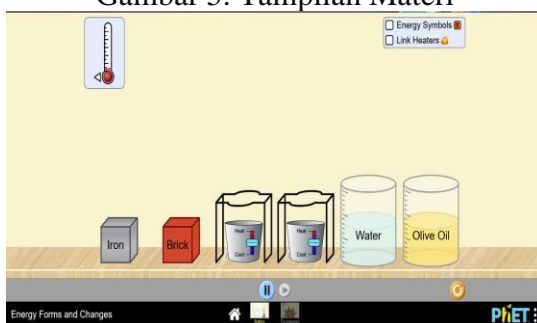 Gambar 5. Tampilan Materi
Energy Symbols E
Link Heaters
Iron
Brick
Heat
Cool
Heat
Cool
Water
Olive Oil
Energy Forms and Changes
Intro
PhET